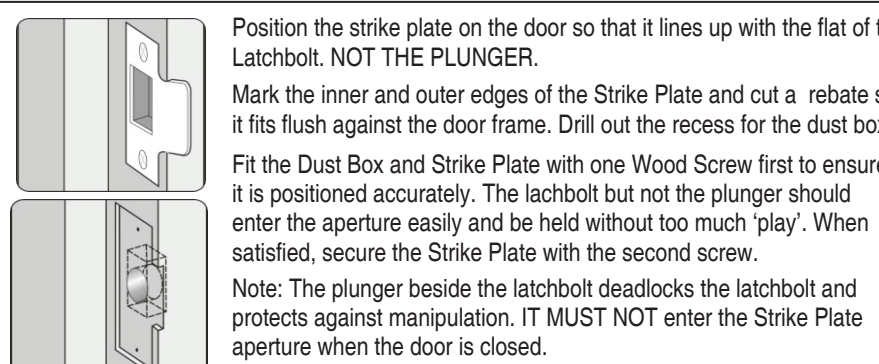 Position the strike plate on the door so that it lines up with the flat of
Latchbolt. NOT THE PLUNGER.
Mark the inner and outer edges of the Strike Plate and cut a rebate
it fits flush against the door frame. Drill out the recess for the dust
Fit the Dust Box and Strike Plate with one Wood Screw first to ensure
it is positioned accurately. The lachbolt but not the plunger should
enter the aperture easily and be held without too much ‘play’. When
satisfied, secure the Strike Plate with the second screw.
Note: The plunger beside the latchbolt deadlocks the latchbolt and
protects against manipulation. IT MUST NOT enter the Strike Plate
aperture when the door is closed.